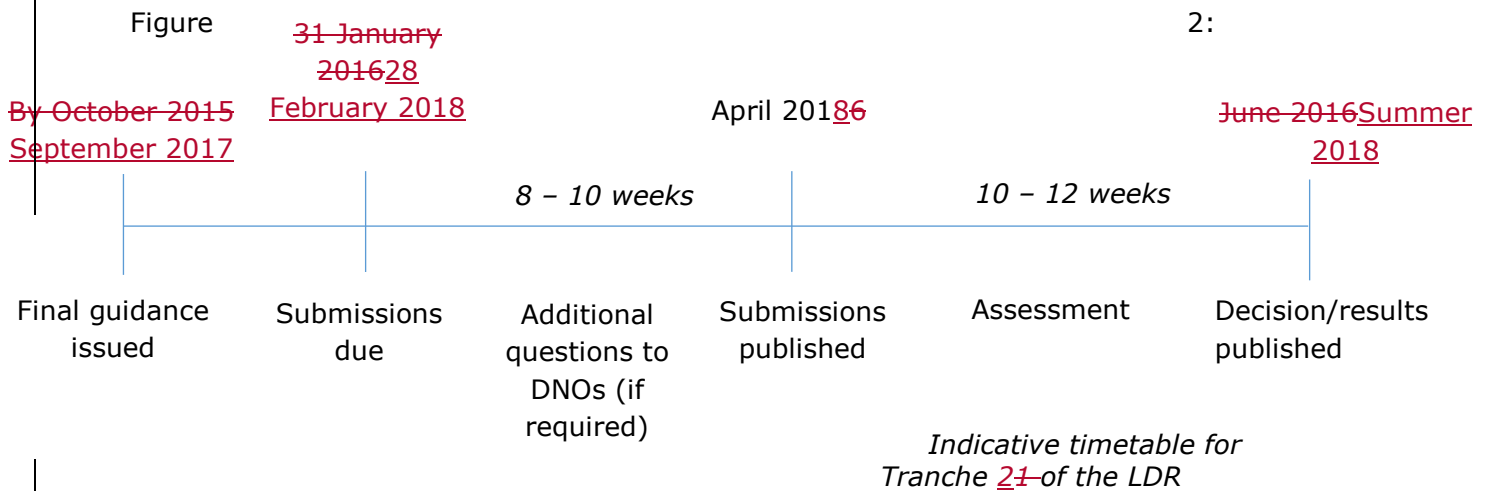 Figure 2:
31 January
201628
February 2018
By October 2015
September 2017
April 20186
June 2016Summer
2018
8 – 10 weeks
10 – 12 weeks
Final guidance
issued
Submissions
due
Additional
questions to
DNOs (if
required)
Submissions
published
Assessment
Decision/results
published
Indicative timetable for
Tranche 21 of the LDR